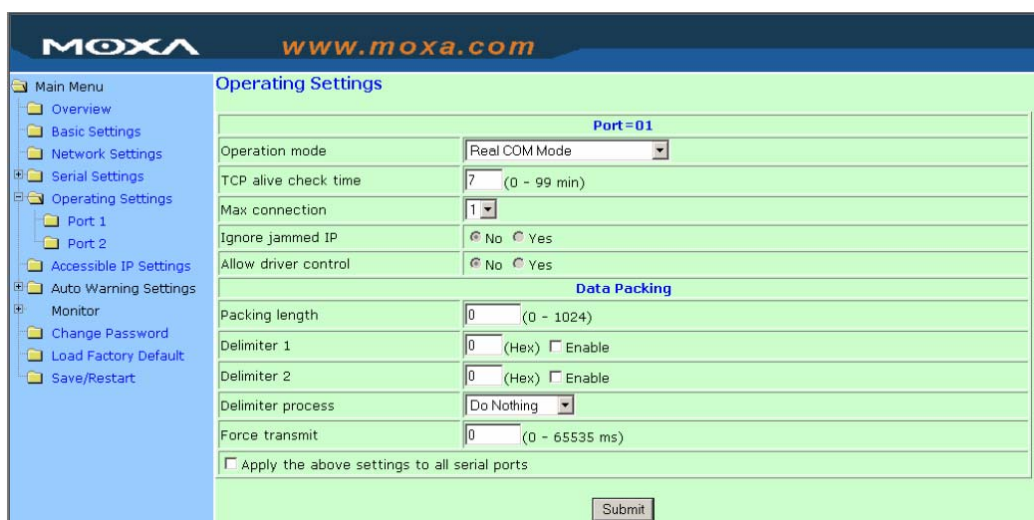 MOXA www.moxa.com
Main Menu
Overview
Basic Settings
Network Settings
Serial Settings
Operating Settings
Port 1
Port 2
Accessible IP Settings
Auto Warning Settings
Monitor
Change Password
Load Factory Default
Save/Restart
Operating Settings
Port=01
Operation mode Real COM Mode
TCP alive check time 7 (0 - 99 min)
Max connection 1
Ignore jammed IP No Yes
Allow driver control No Yes
Data Packing
Packing length 0 (0 - 1024)
Delimiter 1 0 (Hex) Enable
Delimiter 2 0 (Hex) Enable
Delimiter process Do Nothing
Force transmit 0 (0 - 65535 ms)
Apply the above settings to all serial ports
Submit